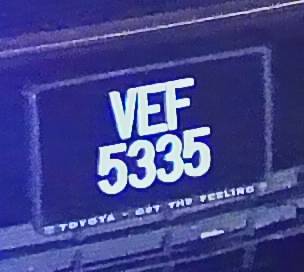 VEF
5335
TOYOTA - GET THE FEELING